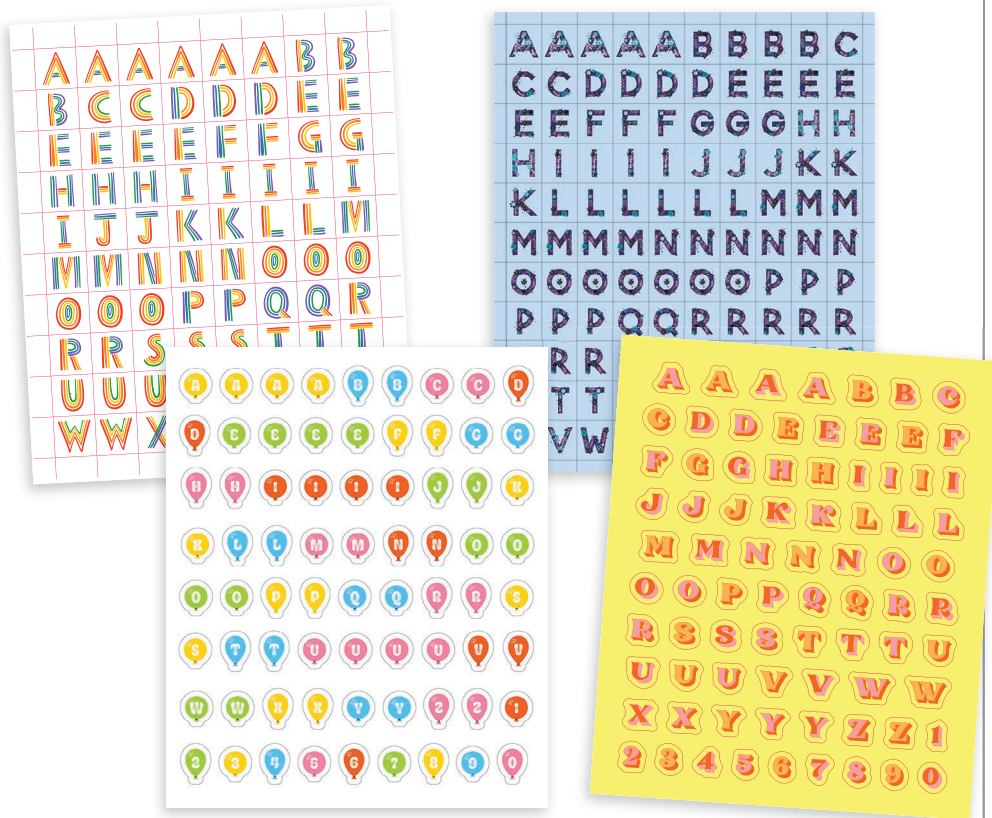 A A A A A A B B
B C C D D D E E
E E E E F F G G
H H H I I I I I
I J J K K L L M
M M N N N O O O
O O O P P Q Q R
R R S S S T T T
U U U
W W X
A A A A A B B B B C
C C D D D D E E E E
E E F F F G G G H H
H I I I I J J J K K
K L L L L L L M M M
M M M M N N N N N N
O O O O O O O P P P
P P P Q Q R R R R R
R R
T T
V W
A A A A B B C C D
D E E E E F F G G
H H I I I I J J K
K L L M M N N O O
O O P P Q Q R R S
S T T U U U U V V
W W X X Y Y Z Z 1
2 3 4 5 6 7 8 9 0
A A A A B B C
C D D E E E E F
F G G H H I I I I
J J J K K L L L
M M N N N O O
O O P P Q Q R R
R S S S T T T U
U U U V V W W
X X Y Y Y Z Z 1
2 3 4 5 6 7 8 9 0